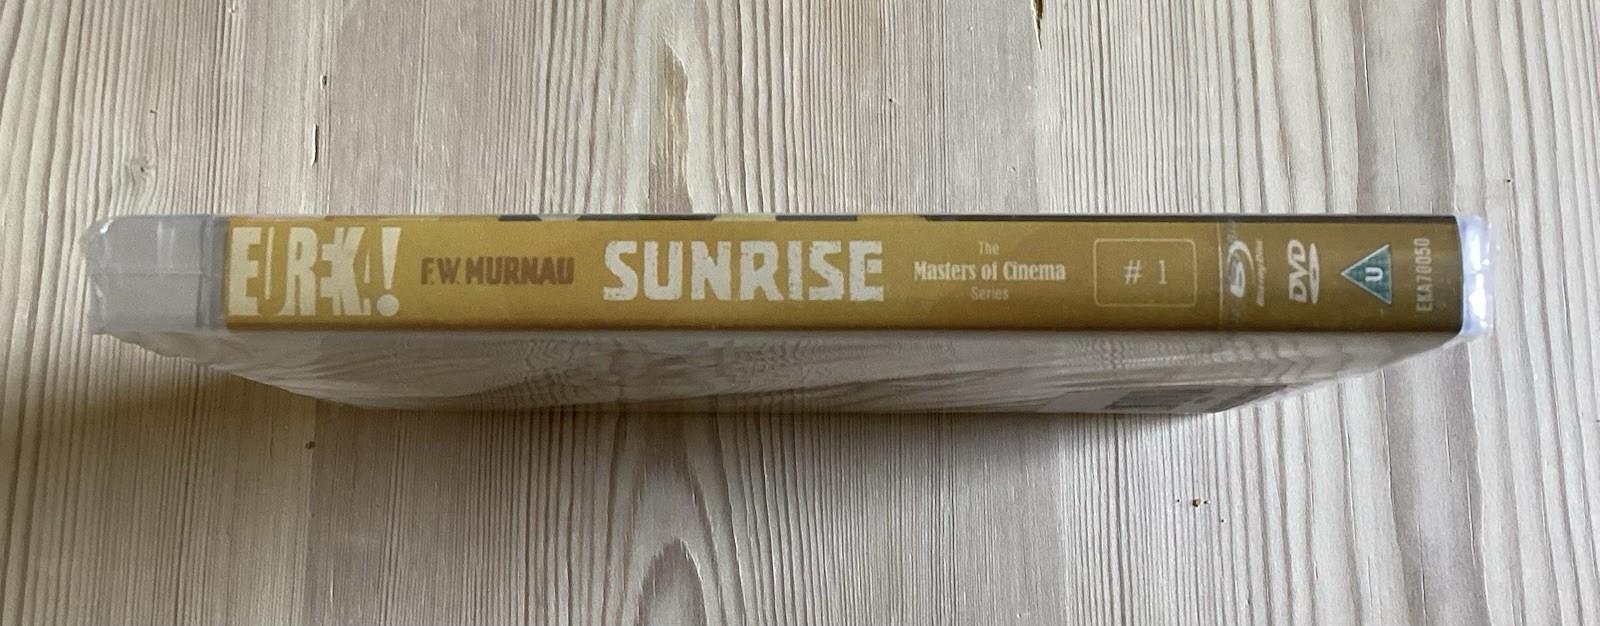 EUREKA!
F.W. MURNAU
SUNRISE
The
Masters of Cinema
Series
# 1
Blu-ray Disc
DVD
U
EKA70050